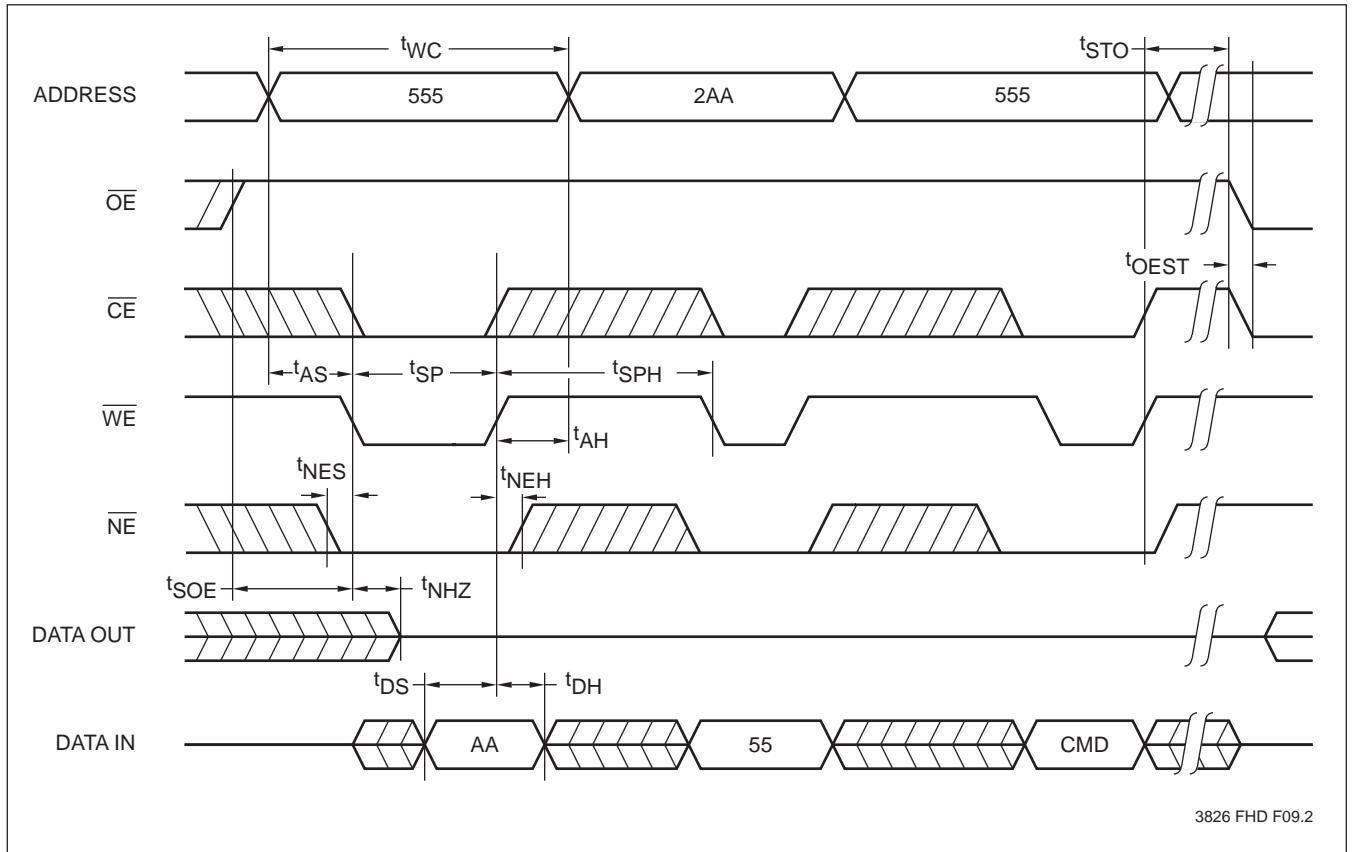 tWC
tSTO
ADDRESS
555
2AA
555
OE
tOEST
CE
tAS
tSP
tSPH
WE
tAH
tNES
tNEH
NE
tSOE
tNHZ
DATA OUT
tDS
tDH
DATA IN
AA
55
CMD
3826 FHD F09.2